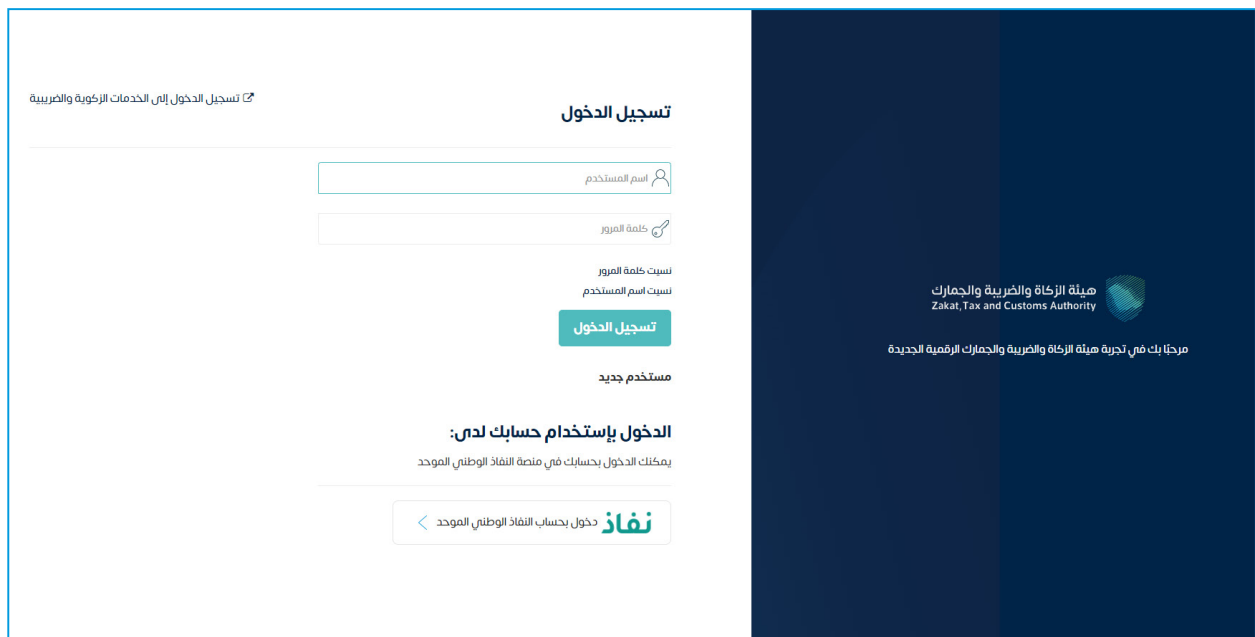 تسجيل الدخول إلى الخدمات الزكوية والضريبية
تسجيل الدخول
اسم المستخدم
كلمة المرور
نسيت كلمة المرور
نسيت اسم المستخدم
تسجيل الدخول
مستخدم جديد
الدخول بإستخدام حسابك لدى:
يمكنك الدخول بحسابك في منصة النفاذ الوطني الموحد
نفاذ دخول بحساب النفاذ الوطني الموحد
هيئة الزكاة والضريبة والجمارك
Zakat, Tax and Customs Authority
مرحبًا بك في تجربة هيئة الزكاة والضريبة والجمارك الرقمية الجديدة